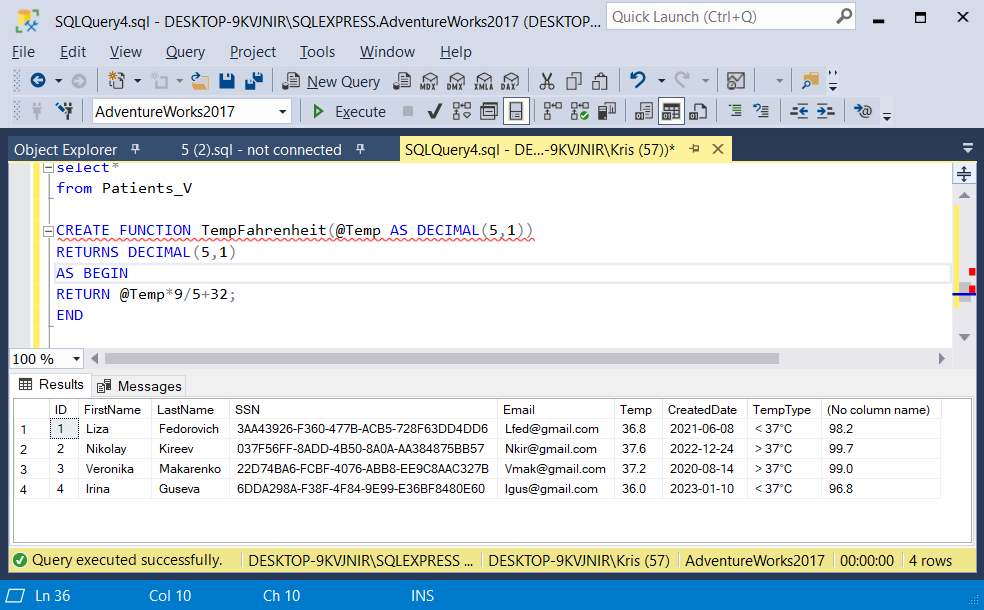 SQLQuery4.sql - DESKTOP-9KVJNIR\SQLEXPRESS.AdventureWorks2017 (DESKTOP... Quick Launch (Ctrl+Q)
File Edit View Query Project Tools Window Help
New Query MDX DMX XMLA DAX
AdventureWorks2017 Execute
Object Explorer 5 (2).sql - not connected SQLQuery4.sql - DE...-9KVJNIR\Kris (57))*
select*
from Patients_V
CREATE FUNCTION TempFahrenheit(@Temp AS DECIMAL(5,1))
RETURNS DECIMAL(5,1)
AS BEGIN
RETURN @Temp*9/5+32;
END
100 %
Results Messages
ID FirstName LastName SSN Email Temp CreatedDate TempType (No column name)
1 1 Liza Fedorovich 3AA43926-F360-477B-ACB5-728F63DD4DD6 Lfed@gmail.com 36.8 2021-06-08 < 37°C 98.2
2 2 Nikolay Kireev 037F56FF-8ADD-4B50-8A0A-AA384875BB57 Nkir@gmail.com 37.6 2022-12-24 > 37°C 99.7
3 3 Veronika Makarenko 22D74BA6-FCBF-4076-ABB8-EE9C8AAC327B Vmak@gmail.com 37.2 2020-08-14 > 37°C 99.0
4 4 Irina Guseva 6DDA298A-F38F-4F84-9E99-E36BF8480E60 Igus@gmail.com 36.0 2023-01-10 < 37°C 96.8
Query executed successfully. DESKTOP-9KVJNIR\SQLEXPRESS ... DESKTOP-9KVJNIR\Kris (57) AdventureWorks2017 00:00:00 4 rows
Ln 36 Col 10 Ch 10 INS